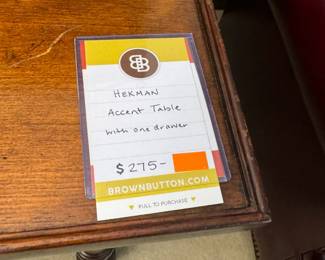 BB
HEKMAN
Accent Table
with one drawer
$275-
BROWNBUTTON.COM
PULL TO PURCHASE